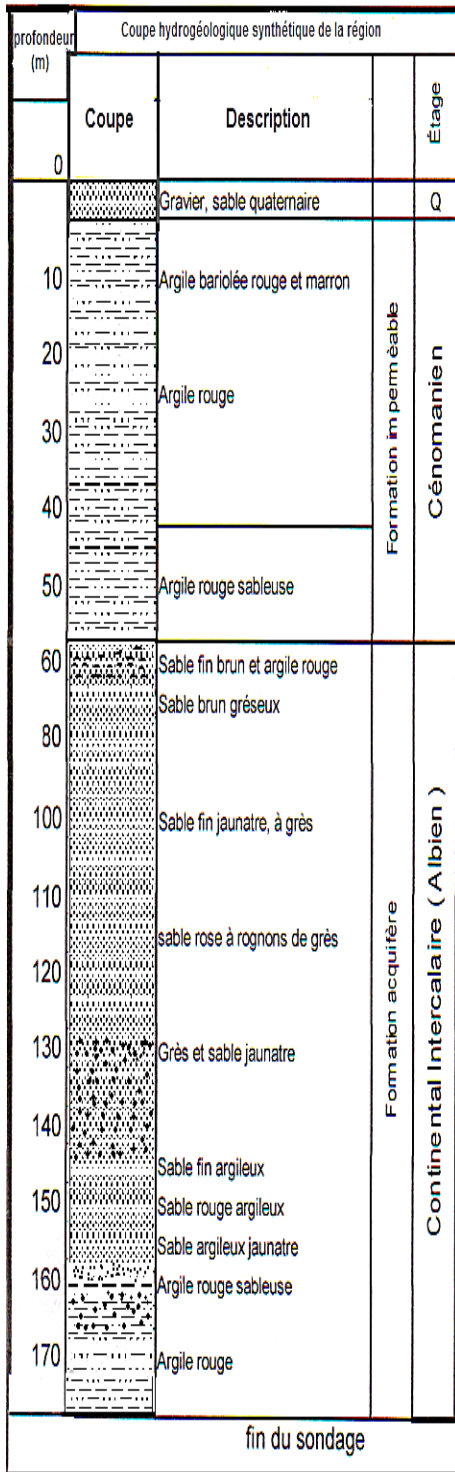 Coupe hydrogéologique synthétique de la région
profondeur
(m)
Coupe
Description
Étage
0
Gravier, sable quaternaire
Q
10
Argile bariolée rouge et marron
20
Argile rouge
30
40
50
Argile rouge sableuse
Formation imperméable
Cénomanien
60
Sable fin brun et argile rouge
Sable brun gréseux
80
100
Sable fin jaunatre, à grès
110
sable rose à rognons de grès
120
130
Grès et sable jaunatre
140
Sable fin argileux
150
Sable rouge argileux
Sable argileux jaunatre
160
Argile rouge sableuse
170
Argile rouge
Formation acquifère
Continental Intercalaire ( Albien )
fin du sondage